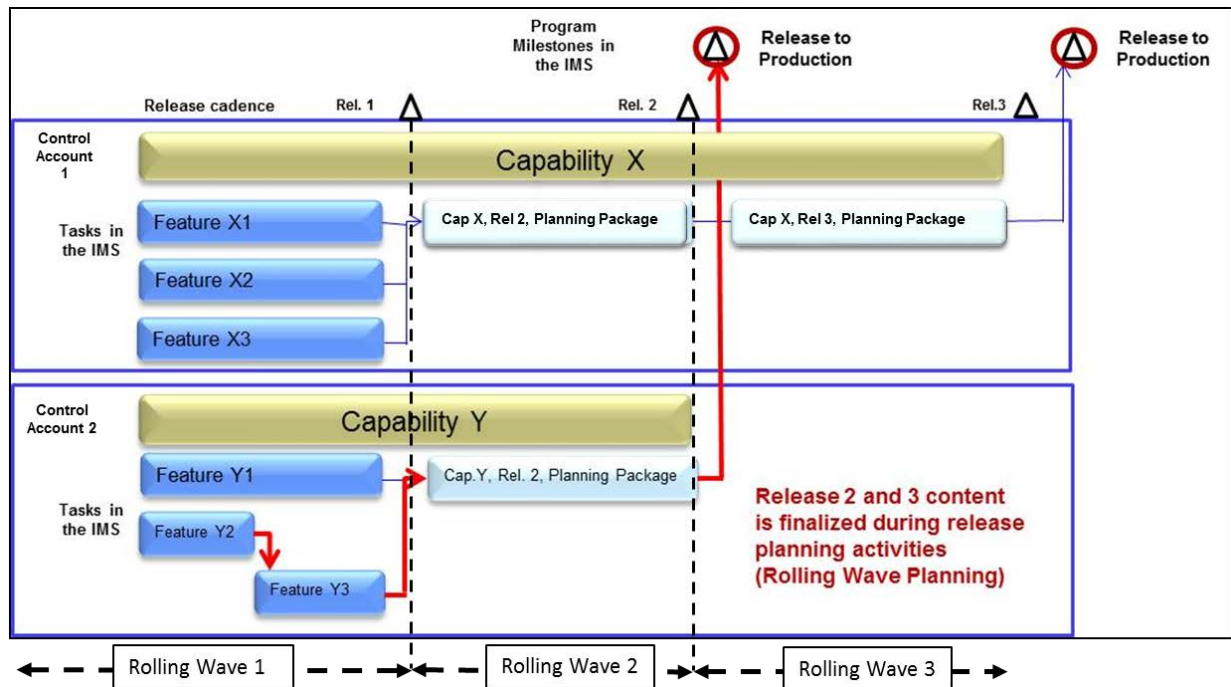 Program
Milestones in
the IMS
Release to
Production
Release to
Production
Release cadence
Rel. 1
Rel. 2
Rel.3
Control
Account
1
Capability X
Tasks in
the IMS
Feature X1
Cap X, Rel 2, Planning Package
Cap X, Rel 3, Planning Package
Feature X2
Feature X3
Control
Account 2
Capability Y
Feature Y1
Cap.Y, Rel. 2, Planning Package
Tasks in
the IMS
Feature Y2
Feature Y3
Release 2 and 3 content
is finalized during release
planning activities
(Rolling Wave Planning)
Rolling Wave 1
Rolling Wave 2
Rolling Wave 3